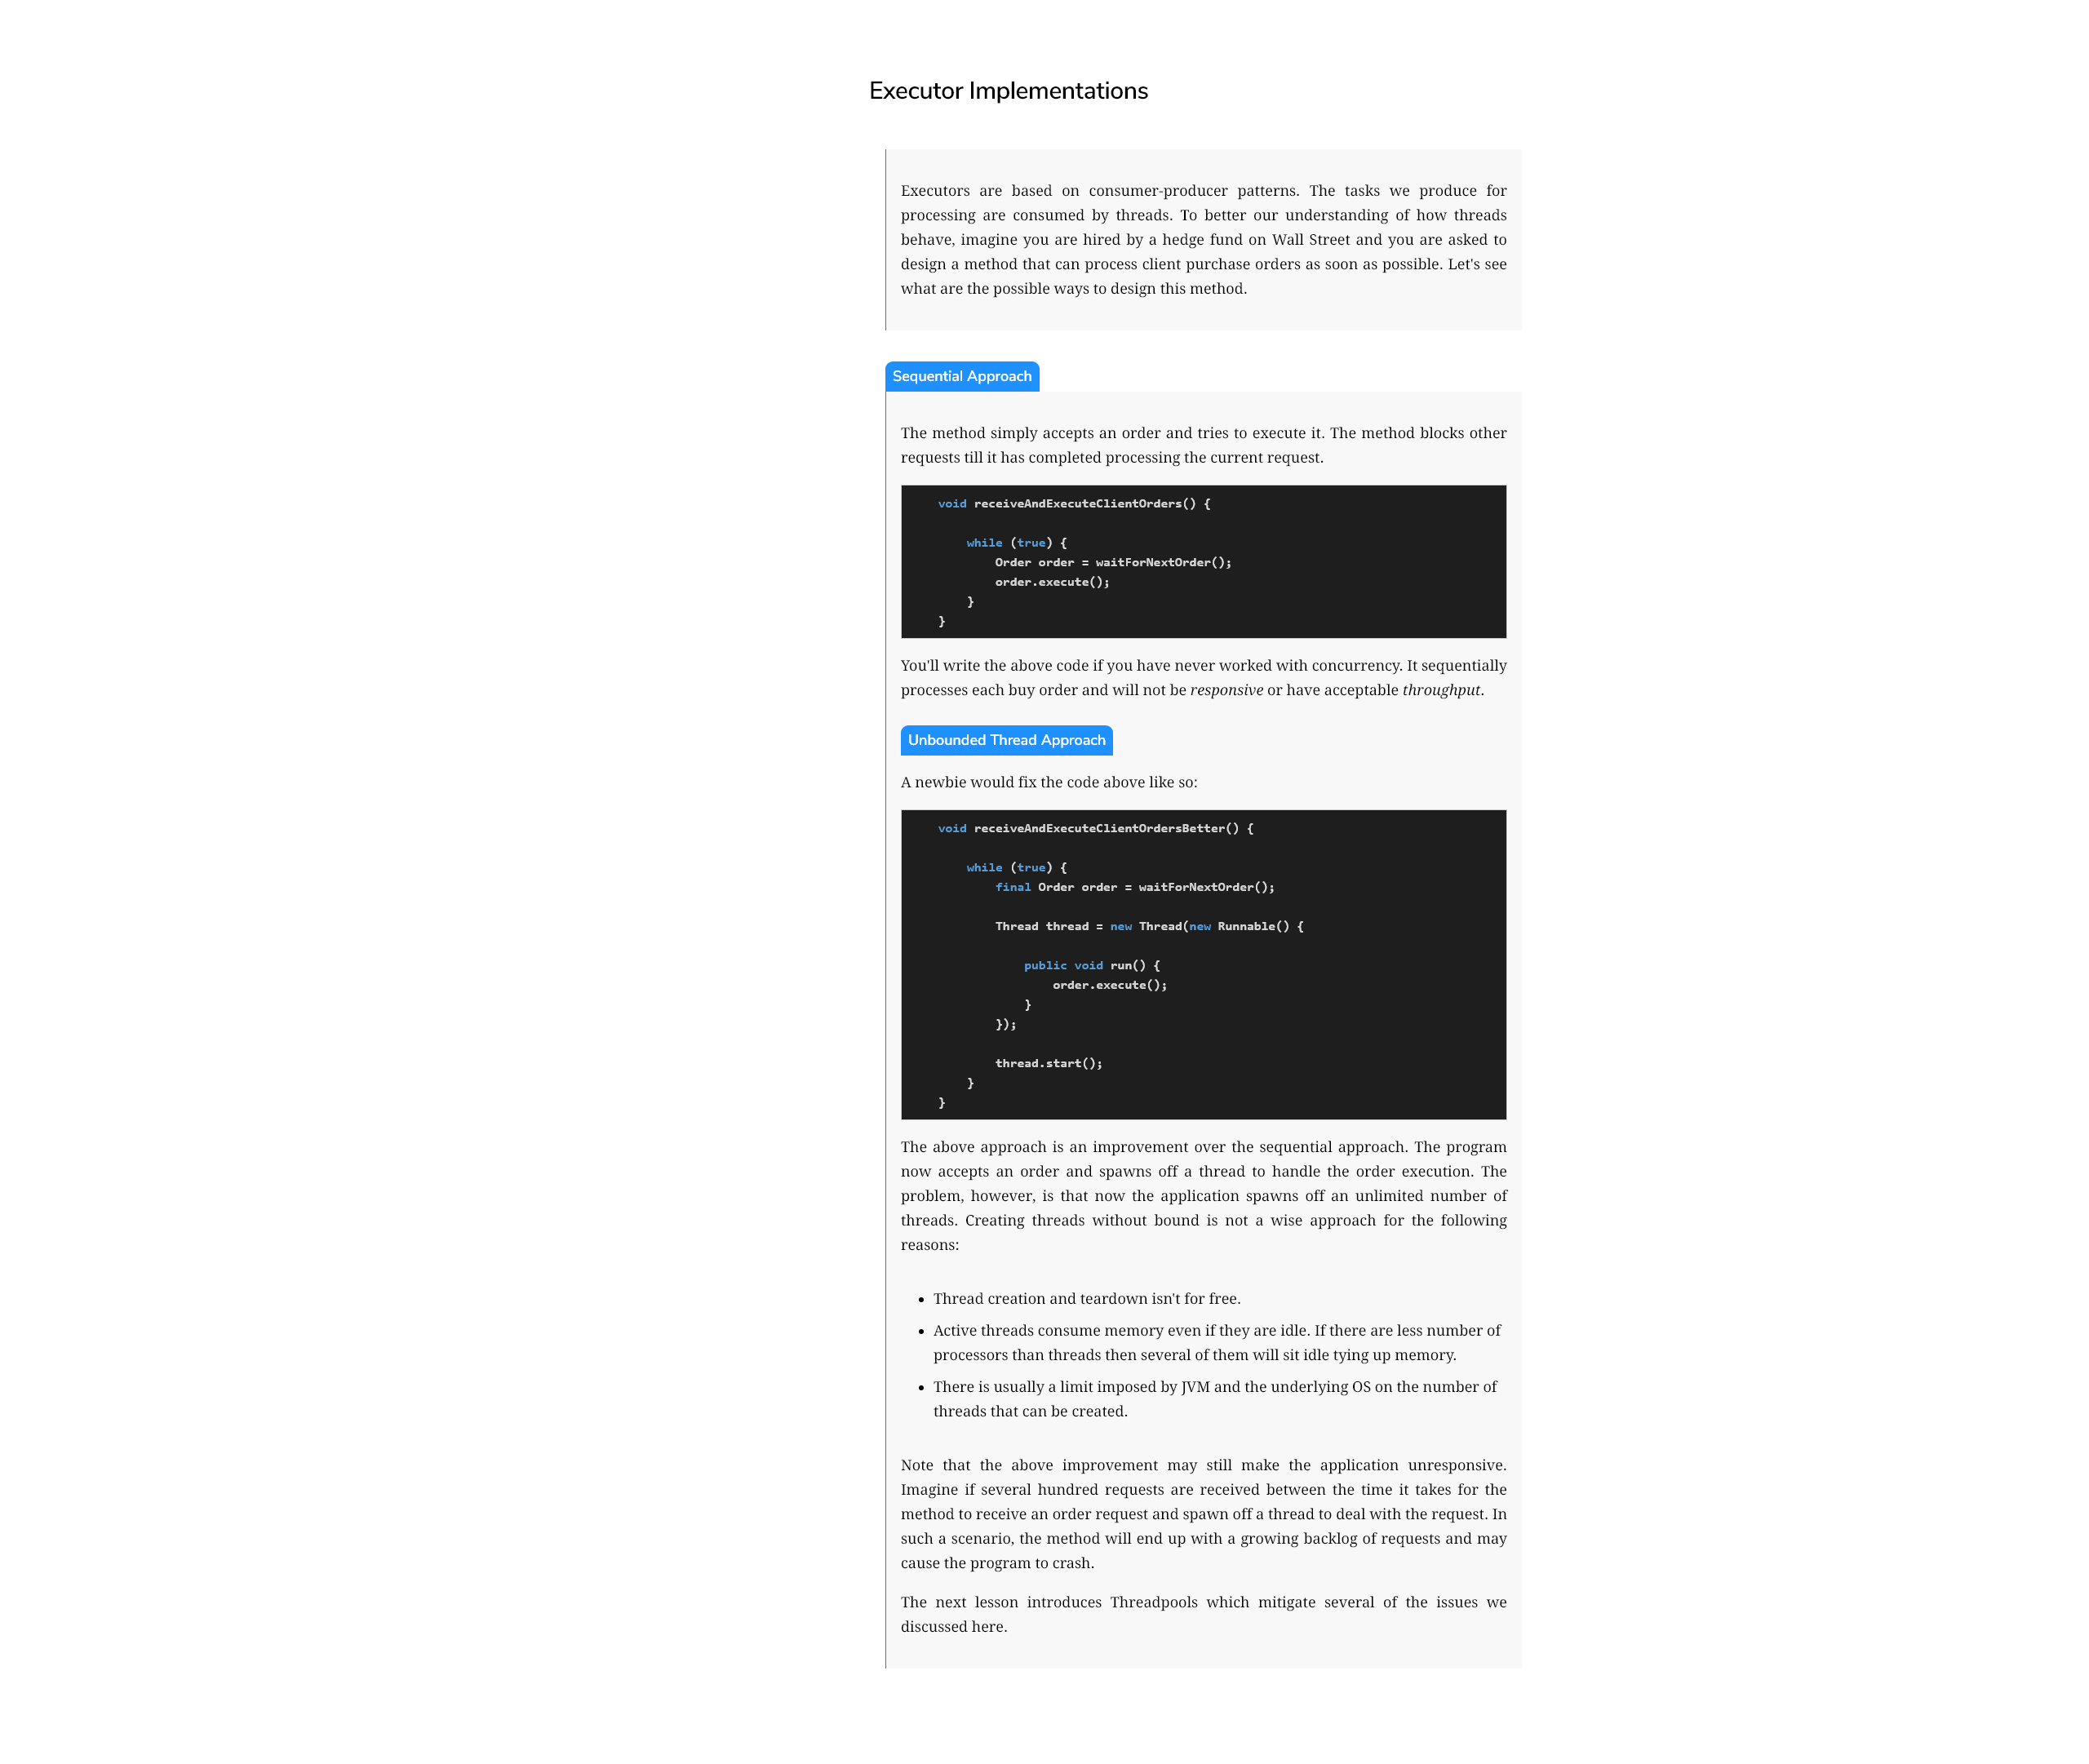 Executor Implementations
Executors are based on consumer-producer patterns. The tasks we produce for
processing are consumed by threads. To better our understanding of how threads
behave, imagine you are hired by a hedge fund on Wall Street and you are asked to
design a method that can process client purchase orders as soon as possible. Let's see
what are the possible ways to design this method.
Sequential Approach
The method simply accepts an order and tries to execute it. The method blocks other
requests till it has completed processing the current request.
void receiveAndExecuteClientOrders() {
while (true) {
Order order = waitForNextOrder();
order.execute();
}
}
You'll write the above code if you have never worked with concurrency. It sequentially
processes each buy order and will not be responsive or have acceptable throughput.
Unbounded Thread Approach
A newbie would fix the code above like so:
void receiveAndExecuteClientOrdersBetter() {
while (true) {
final Order order = waitForNextOrder();
Thread thread = new Thread(new Runnable() {
public void run() {
order.execute();
}
});
thread.start();
}
}
The above approach is an improvement over the sequential approach. The program
now accepts an order and spawns off a thread to handle the order execution. The
problem, however, is that now the application spawns off an unlimited number of
threads. Creating threads without bound is not a wise approach for the following
reasons:
• Thread creation and teardown isn't for free.
• Active threads consume memory even if they are idle. If there are less number of
processors than threads then several of them will sit idle tying up memory.
• There is usually a limit imposed by JVM and the underlying OS on the number of
threads that can be created.
Note that the above improvement may still make the application unresponsive.
Imagine if several hundred requests are received between the time it takes for the
method to receive an order request and spawn off a thread to deal with the request. In
such a scenario, the method will end up with a growing backlog of requests and may
cause the program to crash.
The next lesson introduces Threadpools which mitigate several of the issues we
discussed here.